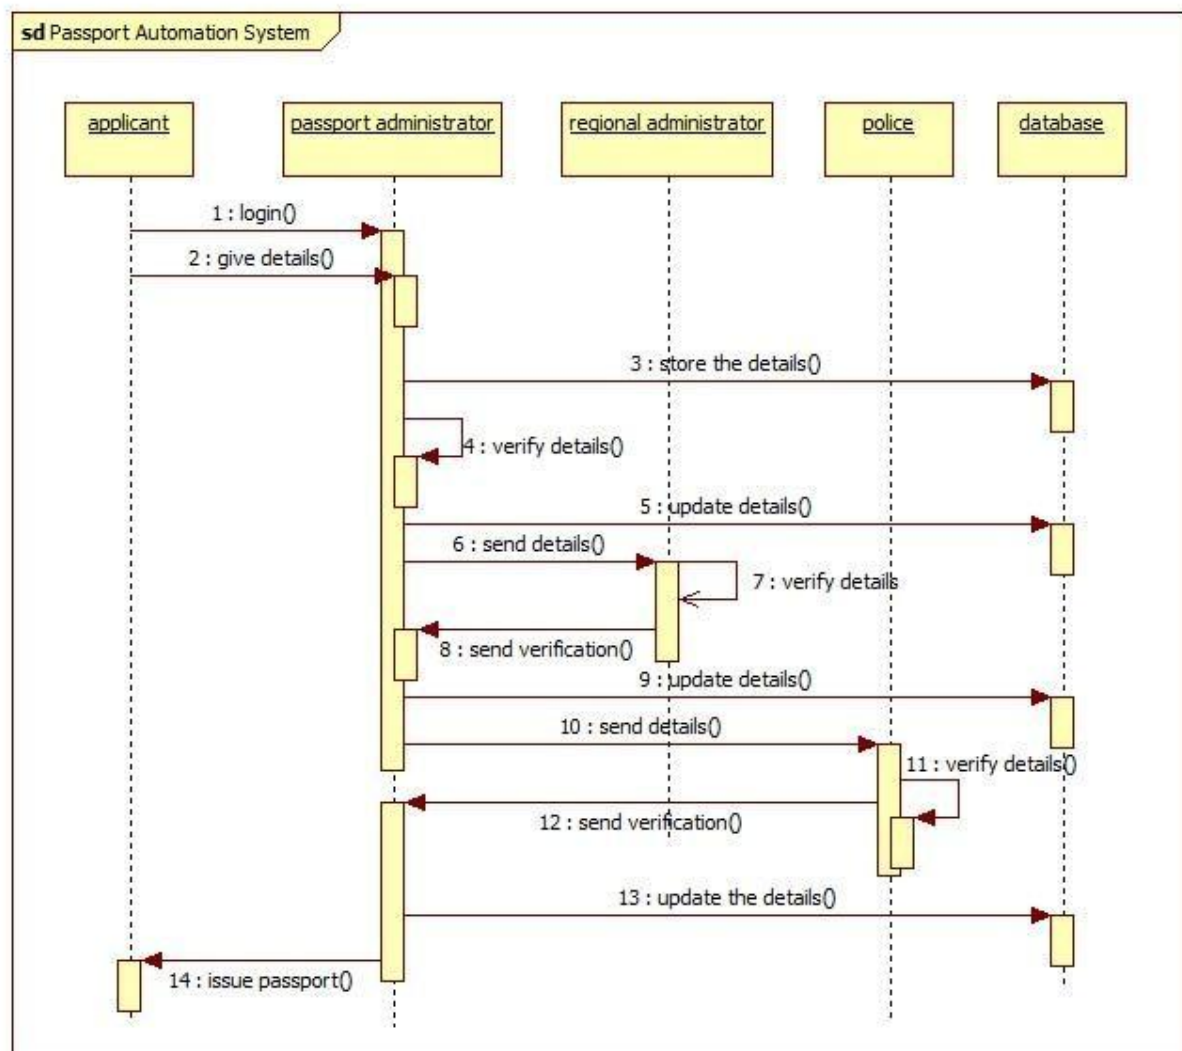 sd Passport Automation System
applicant
passport administrator
regional administrator
police
database
1 : login()
2 : give details()
3 : store the details()
4 : verify details()
5 : update details()
6 : send details()
7 : verify details
8 : send verification()
9 : update details()
10 : send details()
11 : verify details()
12 : send verification()
13 : update the details()
14 : issue passport()